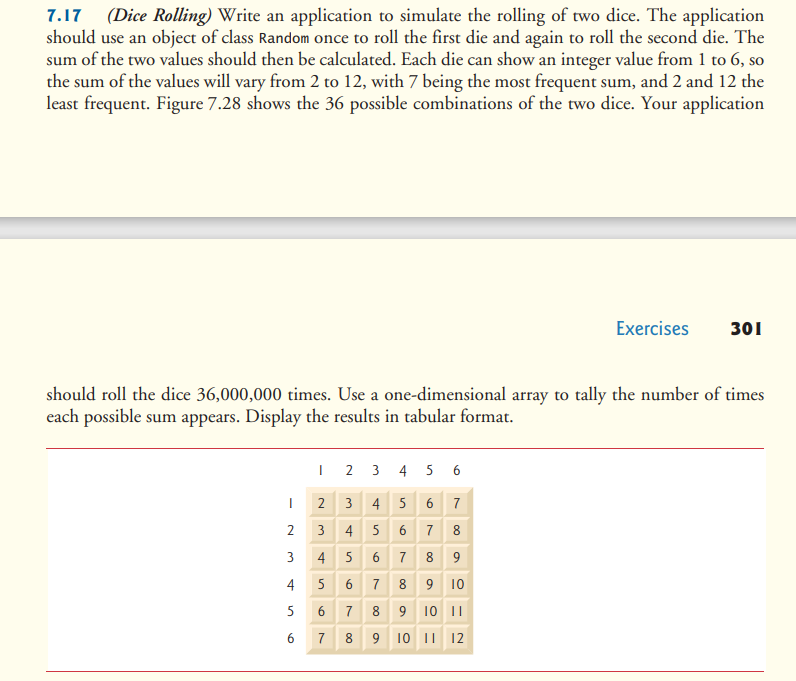 7.17 (Dice Rolling) Write an application to simulate the rolling of two dice. The application
should use an object of class Random once to roll the first die and again to roll the second die. The
sum of the two values should then be calculated. Each die can show an integer value from 1 to 6, so
the sum of the values will vary from 2 to 12, with 7 being the most frequent sum, and 2 and 12 the
least frequent. Figure 7.28 shows the 36 possible combinations of the two dice. Your application
Exercises 301
should roll the dice 36,000,000 times. Use a one-dimensional array to tally the number of times
each possible sum appears. Display the results in tabular format.
1 2 3 4 5 6
1 2 3 4 5 6 7
2 3 4 5 6 7 8
3 4 5 6 7 8 9
4 5 6 7 8 9 10
5 6 7 8 9 10 11
6 7 8 9 10 11 12